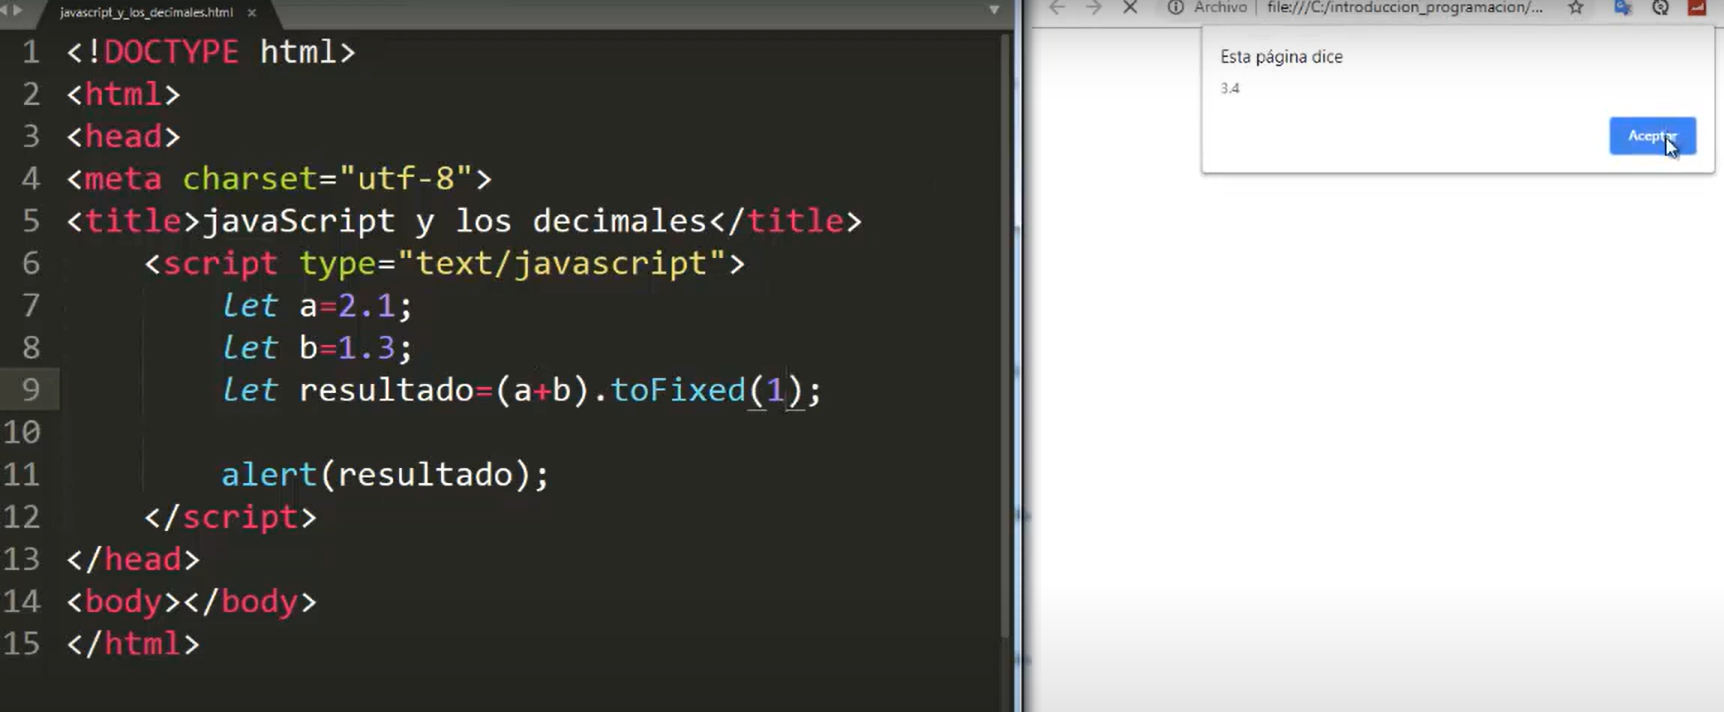 javascript_y_los_decimales.html ×
1 <!DOCTYPE html>
2 <html>
3 <head>
4 <meta charset="utf-8">
5 <title>javaScript y los decimales</title>
6 <script type="text/javascript">
7 let a=2.1;
8 let b=1.3;
9 let resultado=(a+b).toFixed(1);
10
11 alert(resultado);
12 </script>
13 </head>
14 <body></body>
15 </html>
Archivo | file:///C:/introduccion_programacion/...
Esta página dice
3.4
Aceptar